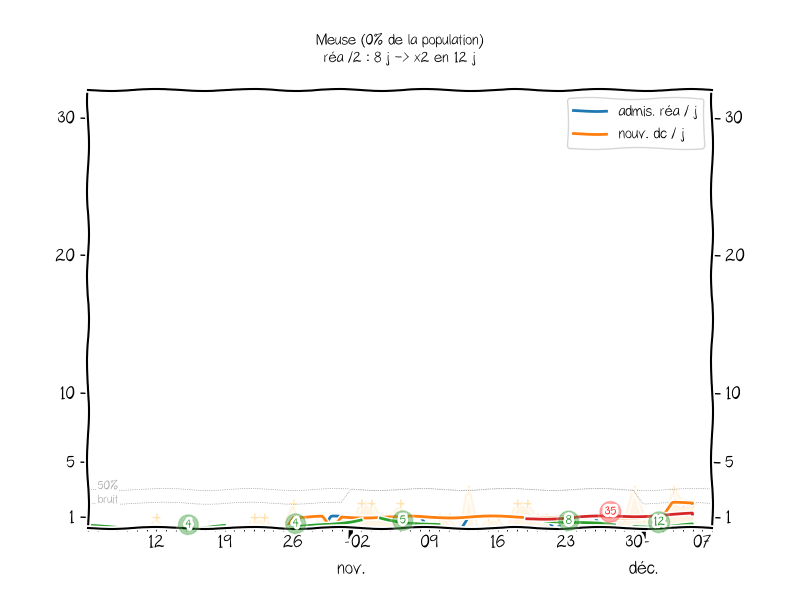 Meuse (0% de la population)
réa /2 : 8 j -> x2 en 12 j
admis. réa / j
nouv. dc / j
30 30
20 20
10 10
5 5
50%
bruit
1 1
4 4 5 8 35 12
12 19 26 02 09 16 23 30 07
nov. déc.